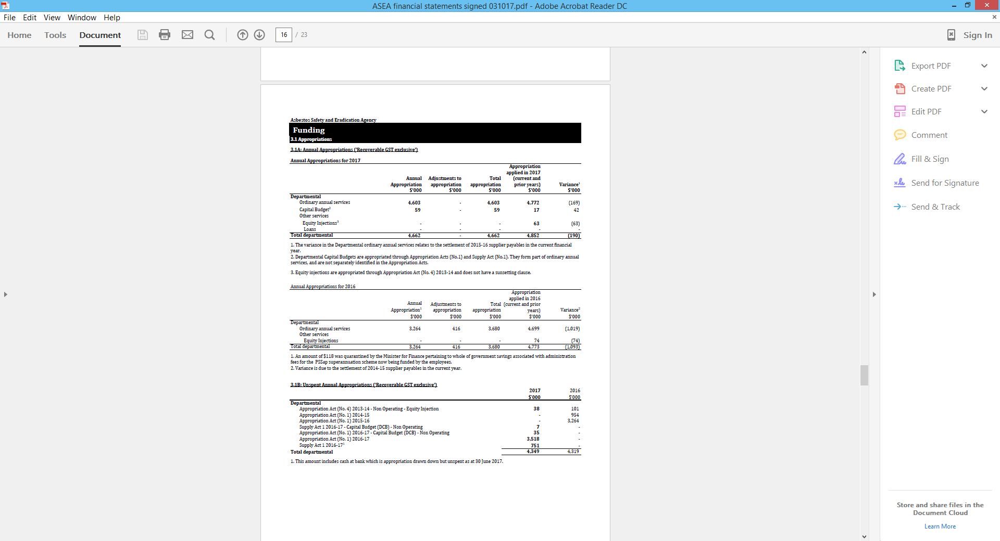 ASEA financial statements signed 031017.pdf - Adobe Acrobat Reader DC
File Edit View Window Help
Home Tools Document 16 / 23 Sign In
Asbestos Safety and Eradication Agency
Funding
3.1 Appropriations
3.1A: Annual Appropriations ('Recoverable GST exclusive')
Annual Appropriations for 2017
Appropriation
applied in 2017
Annual Adjustments to Total (current and
Appropriation appropriation appropriation prior years) Variance¹
$'000 $'000 $'000 $'000 $'000
Departmental
Ordinary annual services 4,603 - 4,603 4,772 (169)
Capital Budget² 59 - 59 17 42
Other services
Equity Injections³ - - - 63 (63)
Loans - - - - -
Total departmental 4,662 - 4,662 4,852 (190)
1. The variance in the Departmental ordinary annual services relates to the settlement of 2015-16 supplier payables in the current financial
year.
2. Departmental Capital Budgets are appropriated through Appropriation Acts (No.1) and Supply Act (No.1). They form part of ordinary annual
services, and are not separately identified in the Appropriation Acts.
3. Equity injections are appropriated through Appropriation Act (No. 4) 2013-14 and does not have a sunsetting clause.
Annual Appropriations for 2016
Appropriation
applied in 2016
Annual Adjustments to Total (current and prior
Appropriation¹ appropriation appropriation years) Variance²
$'000 $'000 $'000 $'000 $'000
Departmental
Ordinary annual services 3,264 416 3,680 4,699 (1,019)
Other services
Equity Injections - - - 74 (74)
Total departmental 3,264 416 3,680 4,773 (1,093)
1. An amount of $118 was quarantined by the Minister for Finance pertaining to whole of government savings associated with administration
fees for the PSSap superannuation scheme now being funded by the employees.
2. Variance is due to the settlement of 2014-15 supplier payables in the current year.
3.1B: Unspent Annual Appropriations ('Recoverable GST exclusive')
2017 2016
$'000 $'000
Departmental
Appropriation Act (No. 4) 2013-14 - Non Operating - Equity Injection 38 101
Appropriation Act (No. 1) 2014-15 - 954
Appropriation Act (No. 1) 2015-16 - 3,264
Supply Act 1 2016-17 - Capital Budget (DCB) - Non Operating 7 -
Appropriation Act (No. 1) 2016-17 - Capital Budget (DCB) - Non Operating 35 -
Appropriation Act (No. 1) 2016-17 3,518 -
Supply Act 1 2016-17¹ 751 -
Total departmental 4,349 4,319
1. This amount includes cash at bank which is appropriation drawn down but unspent as at 30 June 2017.
Export PDF
Create PDF
Edit PDF
Comment
Fill & Sign
Send for Signature
Send & Track
Store and share files in the
Document Cloud
Learn More